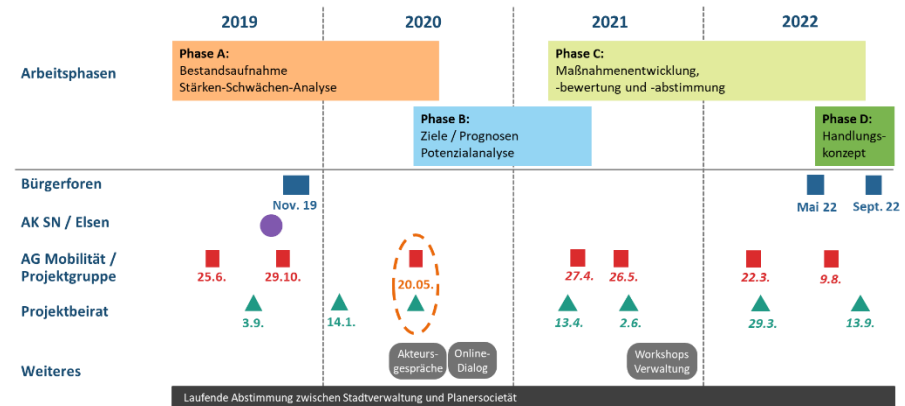 2019
2020
2021
2022
Arbeitsphasen
Phase A:
Bestandsaufnahme
Stärken-Schwächen-Analyse
Phase C:
Maßnahmenentwicklung,
-bewertung und -abstimmung
Phase B:
Ziele / Prognosen
Potenzialanalyse
Phase D:
Handlungs-
konzept
Bürgerforen
Nov. 19
Mai 22
Sept. 22
AK SN / Elsen
AG Mobilität /
Projektgruppe
25.6.
29.10.
20.05.
27.4.
26.5.
22.3.
9.8.
Projektbeirat
3.9.
14.1.
13.4.
2.6.
29.3.
13.9.
Weiteres
Akteurs-
gespräche
Online-
Dialog
Workshops
Verwaltung
Laufende Abstimmung zwischen Stadtverwaltung und Planersocietät